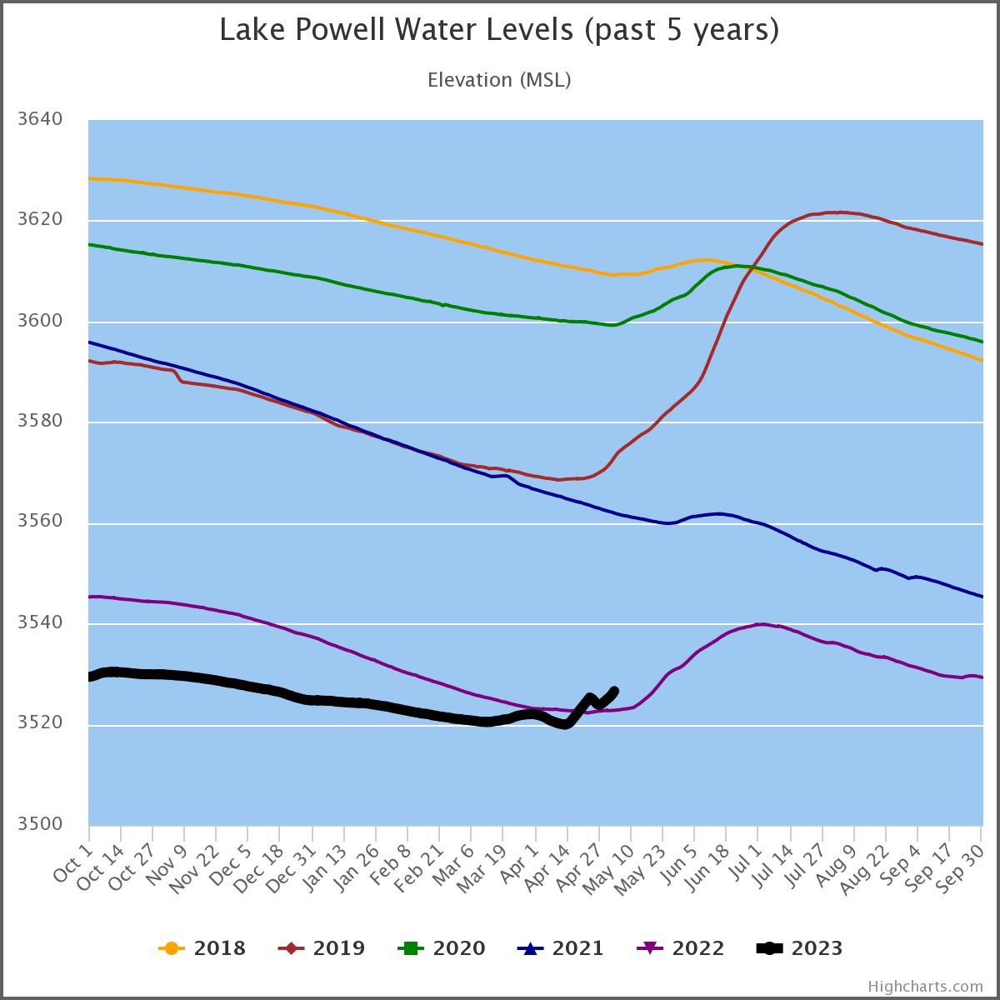 Lake Powell Water Levels (past 5 years)
Elevation (MSL)
3640
3620
3600
3580
3560
3540
3520
3500
Oct 1
Oct 14
Oct 27
Nov 9
Nov 22
Dec 5
Dec 18
Dec 31
Jan 13
Jan 26
Feb 8
Feb 21
Mar 6
Mar 19
Apr 1
Apr 14
Apr 27
May 10
May 23
Jun 5
Jun 18
Jul 1
Jul 14
Jul 27
Aug 9
Aug 22
Sep 4
Sep 17
Sep 30
2018 2019 2020 2021 2022 2023
Highcharts.com